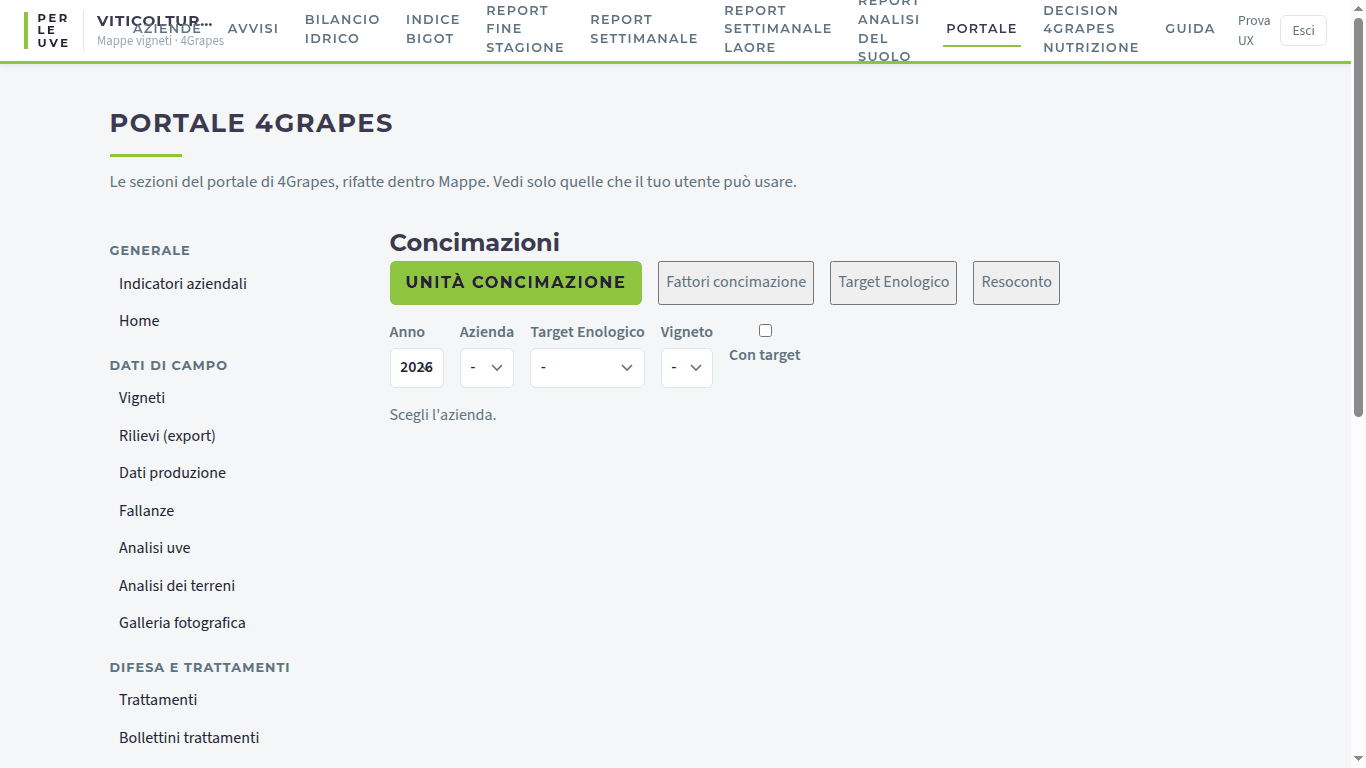 PER
LE
UVE
VITICOLTUR...
Mappe vigneti · 4Grapes
AZIENDE
AVVISI
BILANCIO
IDRICO
INDICE
BIGOT
REPORT
FINE
STAGIONE
REPORT
SETTIMANALE
REPORT
SETTIMANALE
LAORE
REPORT
ANALISI
DEL
SUOLO
PORTALE
DECISION
4GRAPES
NUTRIZIONE
GUIDA
Prova
UX
Esci
PORTALE 4GRAPES
Le sezioni del portale di 4Grapes, rifatte dentro Mappe. Vedi solo quelle che il tuo utente può usare.
GENERALE
Indicatori aziendali
Home
DATI DI CAMPO
Vigneti
Rilievi (export)
Dati produzione
Fallanze
Analisi uve
Analisi dei terreni
Galleria fotografica
DIFESA E TRATTAMENTI
Trattamenti
Bollettini trattamenti
Concimazioni
UNITÀ CONCIMAZIONE
Fattori concimazione
Target Enologico
Resoconto
Anno
Azienda
Target Enologico
Vigneto
Con target
2026
-
-
-
Scegli l'azienda.